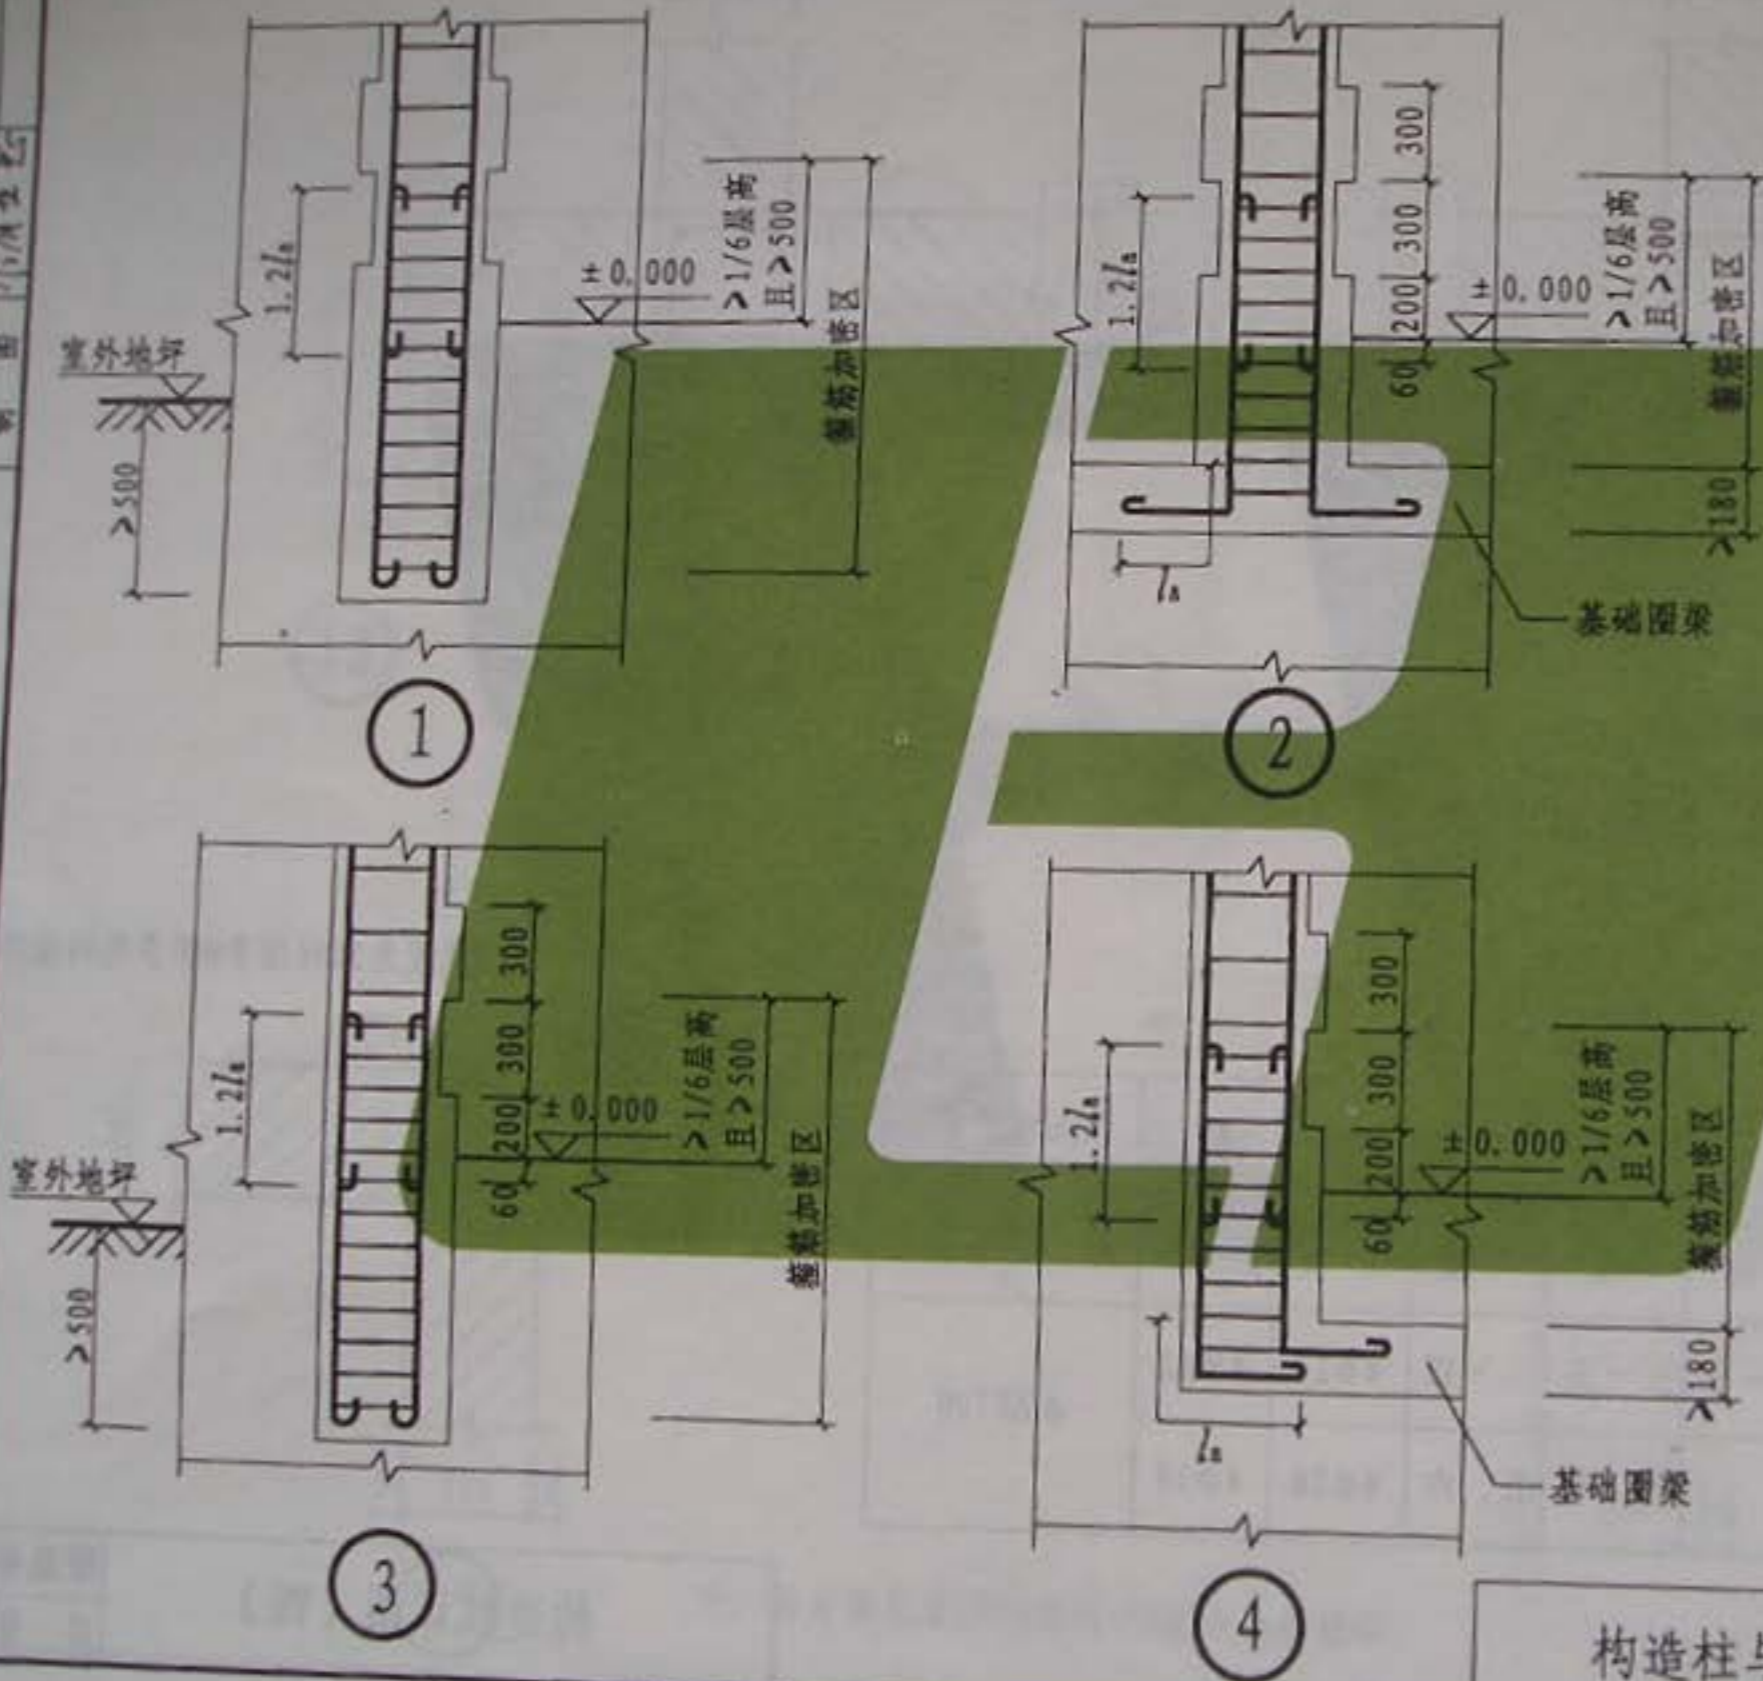 300
300
200
60
1.2lₐ
±0.000
>1/6层高
且>500
箍筋加密区
室外地坪
>500
①
1.2lₐ
±0.000
>1/6层高
且>500
箍筋加密区
>180
lₐ
基础圈梁
②
300
300
200
60
1.2lₐ
±0.000
>1/6层高
且>500
箍筋加密区
室外地坪
>500
③
300
300
200
60
1.2lₐ
±0.000
>1/6层高
且>500
箍筋加密区
>180
lₐ
基础圈梁
④
构造柱与